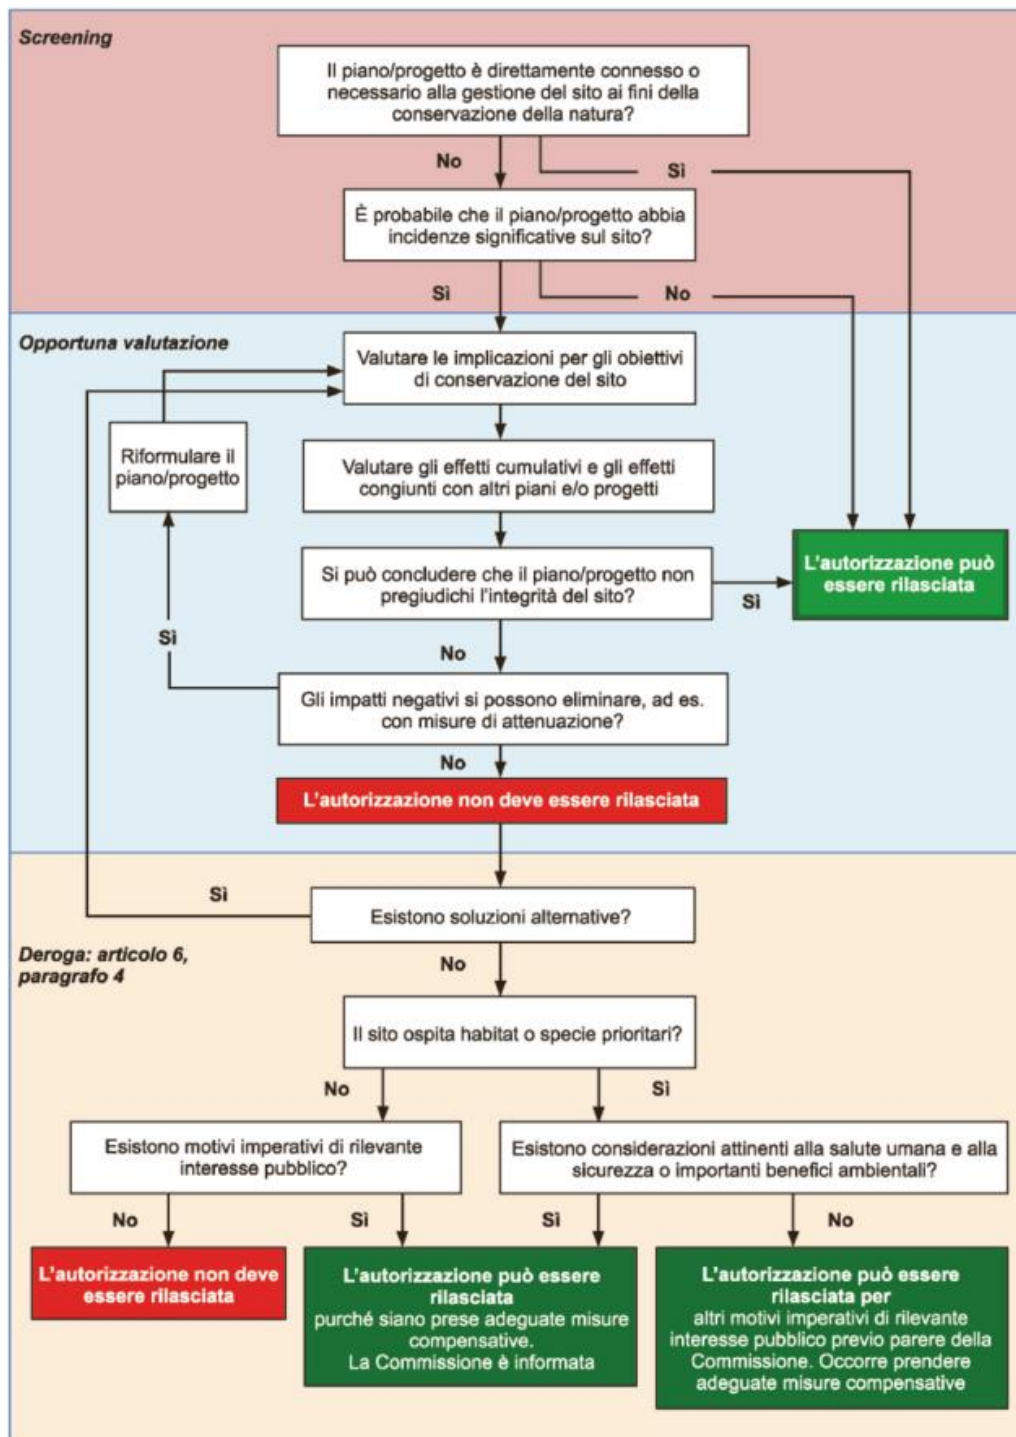 Screening
Il piano/progetto è direttamente connesso o
necessario alla gestione del sito ai fini della
conservazione della natura?
No
Sì
È probabile che il piano/progetto abbia
incidenze significative sul sito?
Sì
No
Opportuna valutazione
Valutare le implicazioni per gli obiettivi
di conservazione del sito
Riformulare il
piano/progetto
Valutare gli effetti cumulativi e gli effetti
congiunti con altri piani e/o progetti
Si può concludere che il piano/progetto non
pregiudichi l'integrità del sito?
Sì
L'autorizzazione può
essere rilasciata
Sì
No
Gli impatti negativi si possono eliminare, ad es.
con misure di attenuazione?
No
L'autorizzazione non deve essere rilasciata
Sì
Esistono soluzioni alternative?
Deroga: articolo 6,
paragrafo 4
No
Il sito ospita habitat o specie prioritari?
No
Sì
Esistono motivi imperativi di rilevante
interesse pubblico?
Esistono considerazioni attinenti alla salute umana e alla
sicurezza o importanti benefici ambientali?
No
Sì
Sì
No
L'autorizzazione non deve
essere rilasciata
L'autorizzazione può essere
rilasciata
purché siano prese adeguate misure
compensative.
La Commissione è informata
L'autorizzazione può essere
rilasciata per
altri motivi imperativi di rilevante
interesse pubblico previo parere della
Commissione. Occorre prendere
adeguate misure compensative